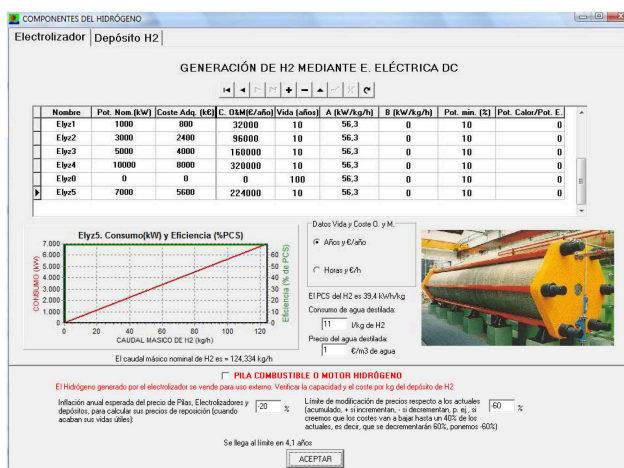 COMPONENTES DEL HIDRÓGENO
Electrolizador Depósito H2
GENERACIÓN DE H2 MEDIANTE E. ELÉCTRICA DC
Nombre Pot. Nom.(kW) Coste Adq. (k€) C. O&M(€/año) Vida (años) A (kW/kg/h) B (kW/kg/h) Pot. min. (%) Pot. Calor/Pot. E.
Elyz1 1000 800 32000 10 56,3 0 10 0
Elyz2 3000 2400 96000 10 56,3 0 10 0
Elyz3 5000 4000 160000 10 56,3 0 10 0
Elyz4 10000 8000 320000 10 56,3 0 10 0
Elyz0 0 0 0 100 56,3 0 10 0
Elyz5 7000 5600 224000 10 56,3 0 10 0
Elyz5. Consumo(kW) y Eficiencia (%PCS)
CONSUMO (kW)
7.000
6.000
5.000
4.000
3.000
2.000
1.000
0
0 20 40 60 80 100 120
CAUDAL MASICO DE H2 (kg/h)
60
50
40
30
20
10
0
Eficiencia (% de PCS)
El caudal másico nominal de H2 es = 124,334 kg/h
Datos Vida y Coste O. y M.
Años y €/año
Horas y €/h
El PCS del H2 es 39,4 kWh/kg
Consumo de agua destilada:
11 l/kg de H2
Precio del agua destilada:
1 €/m3 de agua
PILA COMBUSTIBLE O MOTOR HIDRÓGENO
El Hidrógeno generado por el electrolizador se vende para uso externo. Verificar la capacidad y el coste por kg del depósito de H2
Inflación anual esperada del precio de Pilas, Electrolizadores y
depósitos, para calcular sus precios de reposición (cuando
acaban sus vidas útiles):
-20 %
Límite de modificación de precios respecto a los actuales
(acumulado, + si incrementan, - si decrementan, p. ej., si
creemos que los costes van a bajar hasta un 40% de los
actuales, es decir, que se decrementarán 60%, ponemos -60%)
-60 %
Se llega al límite en 4,1 años
ACEPTAR